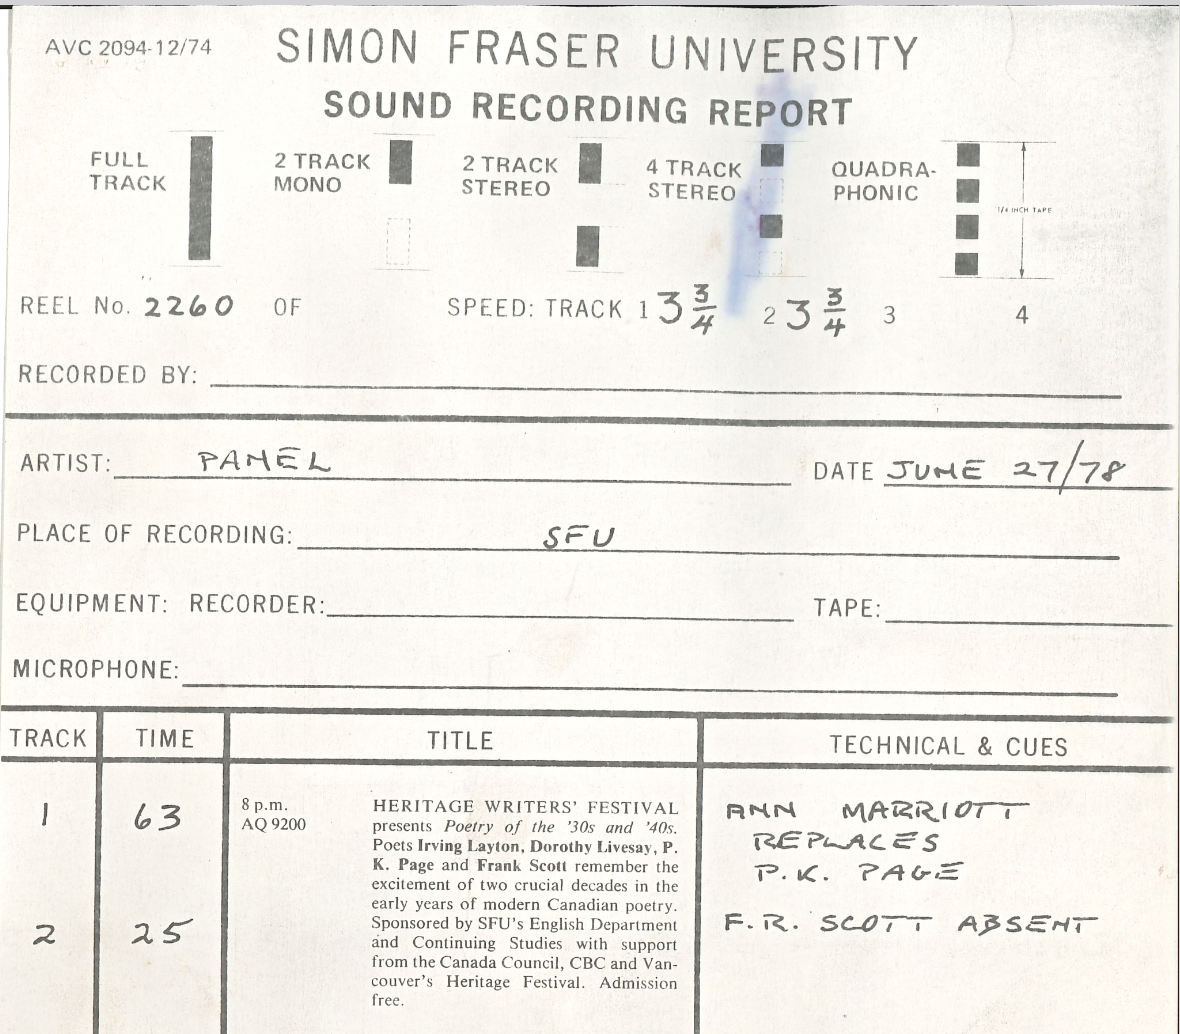 AVC 2094-12/74
SIMON FRASER UNIVERSITY
SOUND RECORDING REPORT
FULL TRACK
2 TRACK MONO
2 TRACK STEREO
4 TRACK STEREO
QUADRA-PHONIC
1/4 INCH TAPE
REEL No. 2260 OF SPEED: TRACK 1 3 3/4 2 3 3/4 3 4
RECORDED BY:
ARTIST: PANEL DATE JUNE 27/78
PLACE OF RECORDING: SFU
EQUIPMENT: RECORDER: TAPE:
MICROPHONE:
TRACK TIME TITLE TECHNICAL & CUES
1 63
8 p.m.
AQ 9200
HERITAGE WRITERS' FESTIVAL
presents Poetry of the '30s and '40s.
Poets Irving Layton, Dorothy Livesay, P.
K. Page and Frank Scott remember the
excitement of two crucial decades in the
early years of modern Canadian poetry.
Sponsored by SFU's English Department
and Continuing Studies with support
from the Canada Council, CBC and Van-
couver's Heritage Festival. Admission
free.
ANN MARRIOTT
REPLACES
P.K. PAGE
2 25
F.R. SCOTT ABSENT